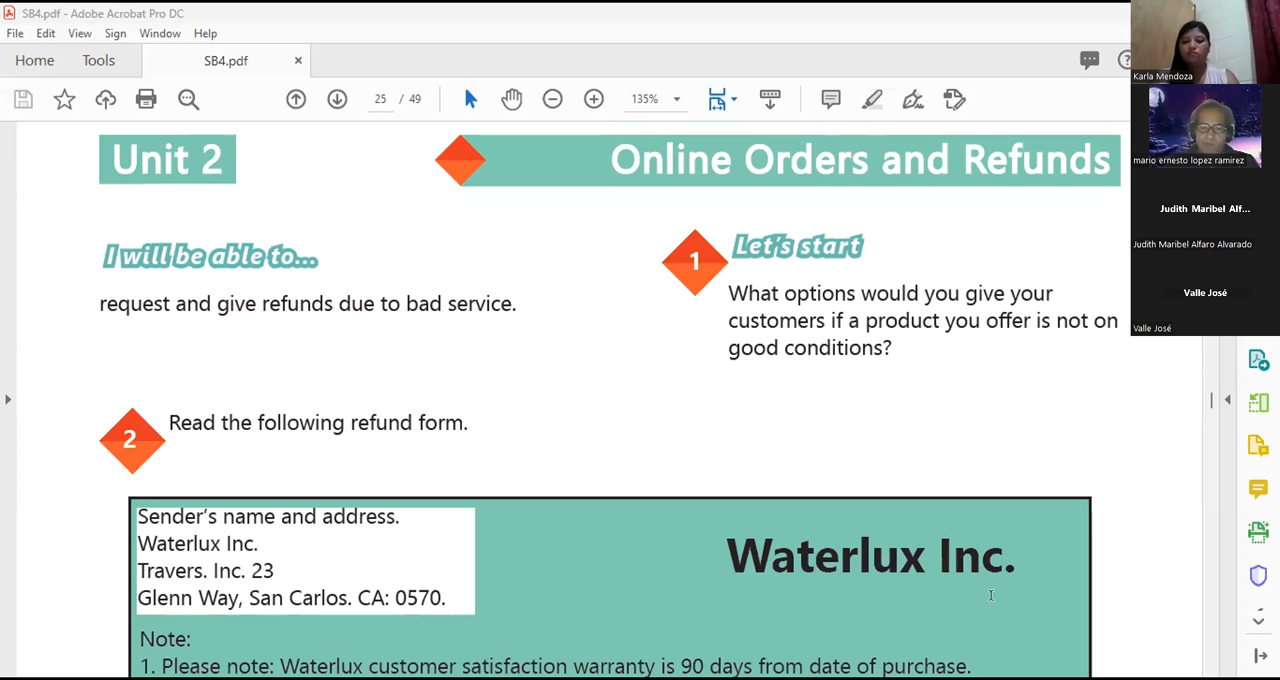 SB4.pdf - Adobe Acrobat Pro DC
File Edit View Sign Window Help
Home Tools SB4.pdf ×
25 / 49 135%
Karla Mendoza
mario ernesto lopez ramirez
Judith Maribel Alf...
Judith Maribel Alfaro Alvarado
Valle José
Valle José
Unit 2
Online Orders and Refunds
I will be able to...
request and give refunds due to bad service.
1
Let's start
What options would you give your
customers if a product you offer is not on
good conditions?
2
Read the following refund form.
Sender's name and address.
Waterlux Inc.
Travers. Inc. 23
Glenn Way, San Carlos. CA: 0570.
Waterlux Inc.
Note:
1. Please note: Waterlux customer satisfaction warranty is 90 days from date of purchase.